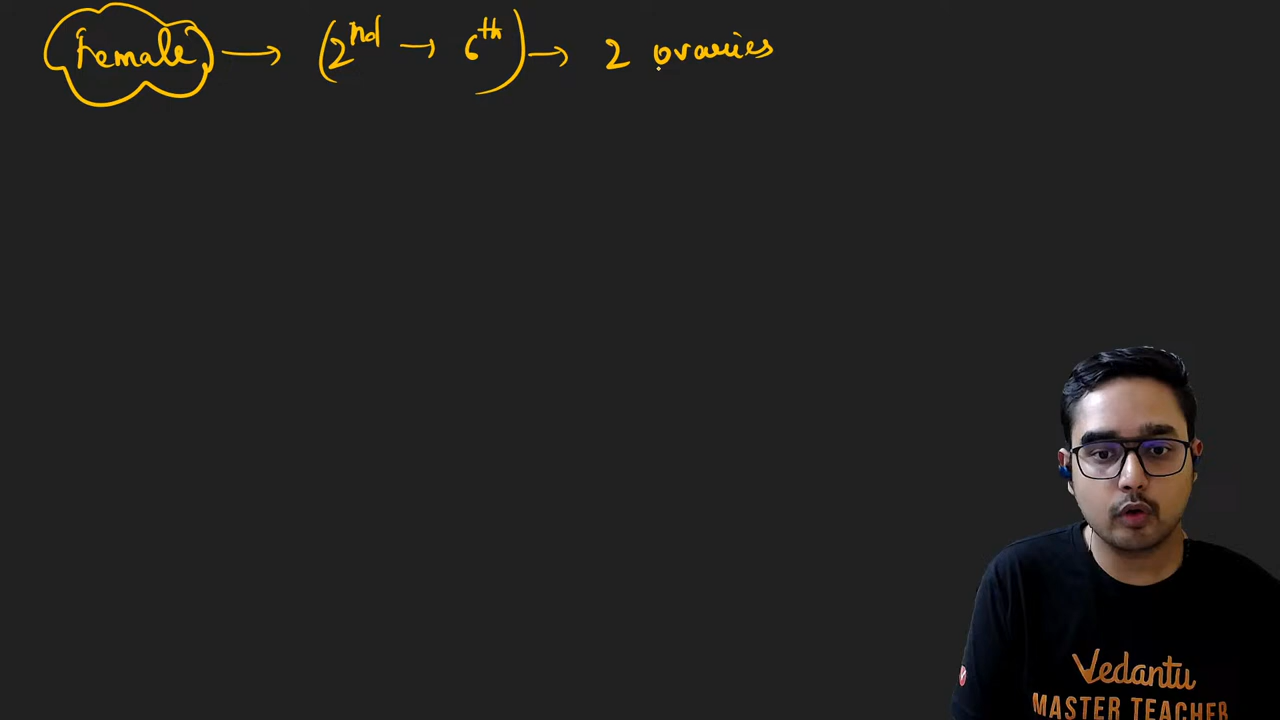 Female → (2nd → 6th) → 2 ovaries
Vedantu
MASTER TEACHER